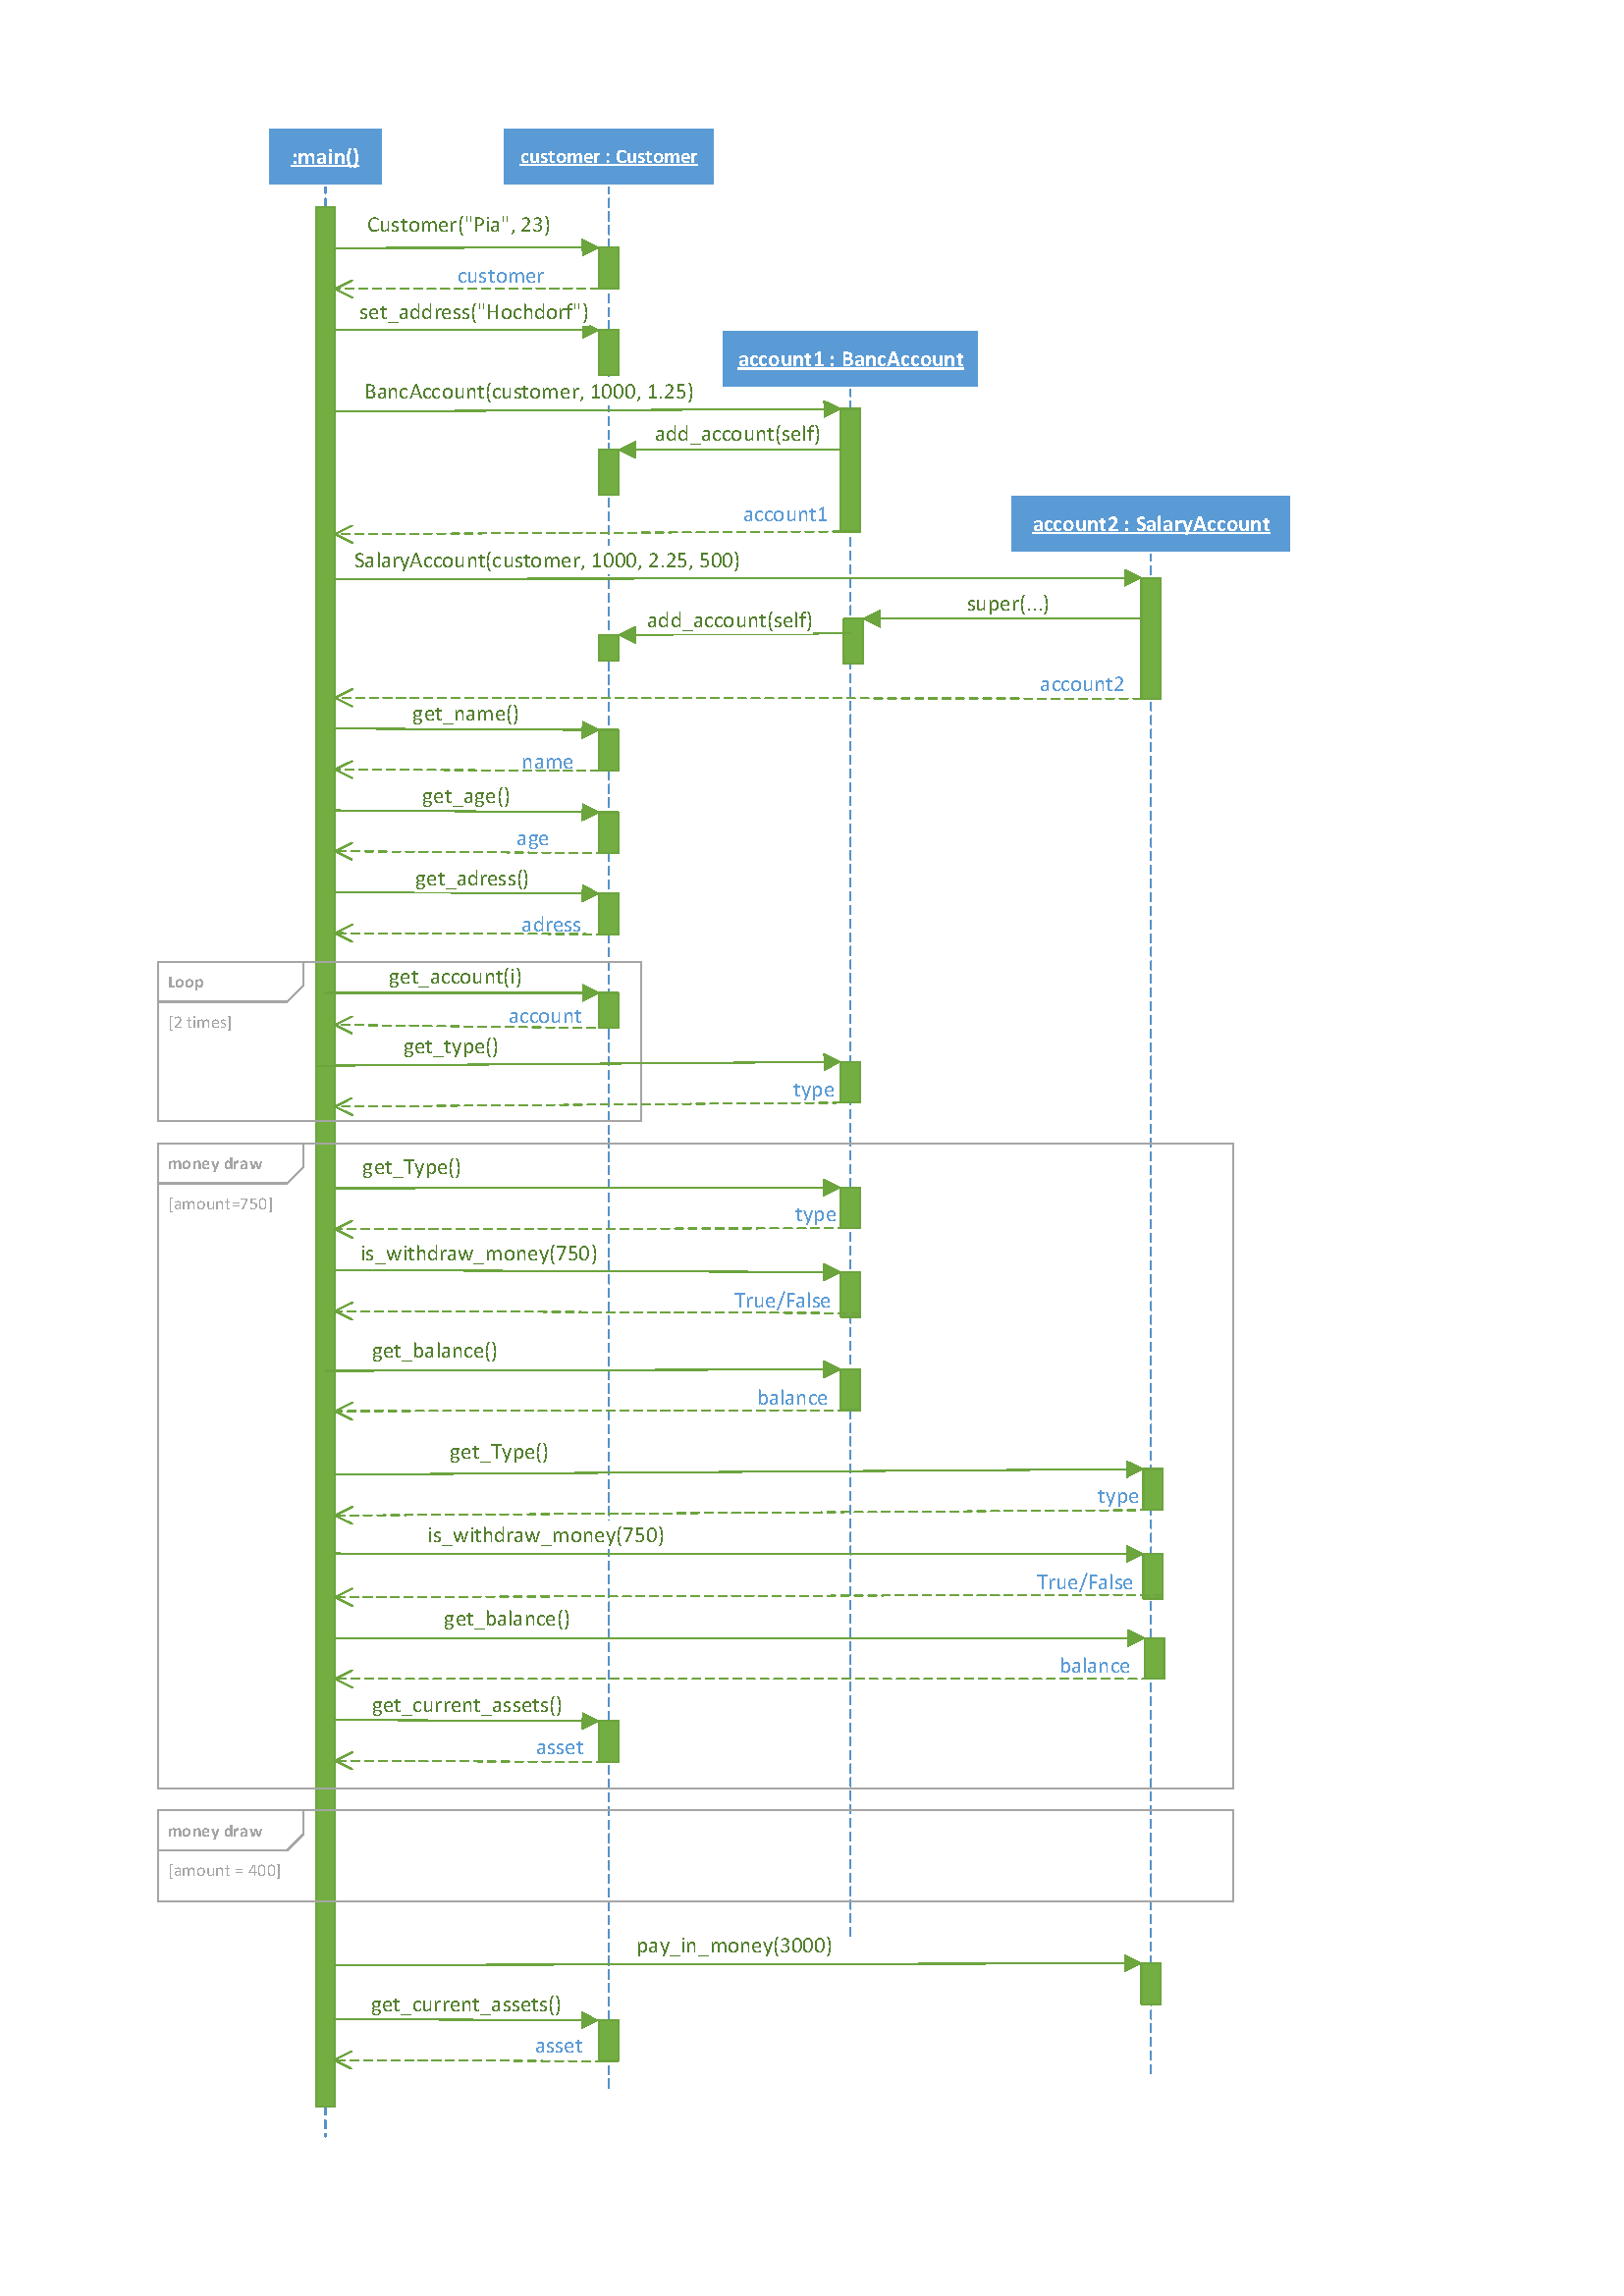 :main()
customer : Customer
Customer("Pia", 23)
customer
set_address("Hochdorf")
account1 : BancAccount
BancAccount(customer, 1000, 1.25)
add_account(self)
account1
account2 : SalaryAccount
SalaryAccount(customer, 1000, 2.25, 500)
super(...)
add_account(self)
account2
get_name()
name
get_age()
age
get_adress()
adress
Loop
get_account(i)
[2 times]
account
get_type()
type
money draw
get_Type()
[amount=750]
type
is_withdraw_money(750)
True/False
get_balance()
balance
get_Type()
type
is_withdraw_money(750)
True/False
get_balance()
balance
get_current_assets()
asset
money draw
[amount = 400]
pay_in_money(3000)
get_current_assets()
asset